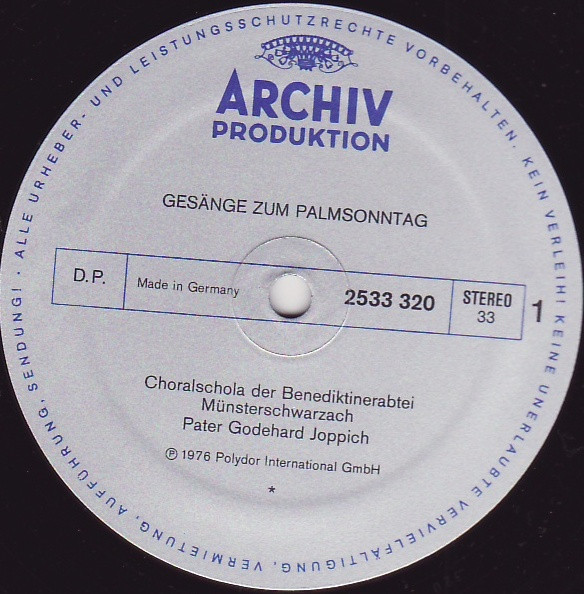 ARCHIV
PRODUKTION
GESÄNGE ZUM PALMSONNTAG
D.P.
Made in Germany
2533 320
STEREO
33
1
Choralschola der Benediktinerabtei
Münsterschwarzach
Pater Godehard Joppich
Ⓟ 1976 Polydor International GmbH
*
· ALLE URHEBER- UND LEISTUNGSSCHUTZRECHTE VORBEHALTEN. KEIN VERLEIH! KEINE UNERLAUBTE VERVIELFÄLTIGUNG, VERMIETUNG, AUFFÜHRUNG, SENDUNG!